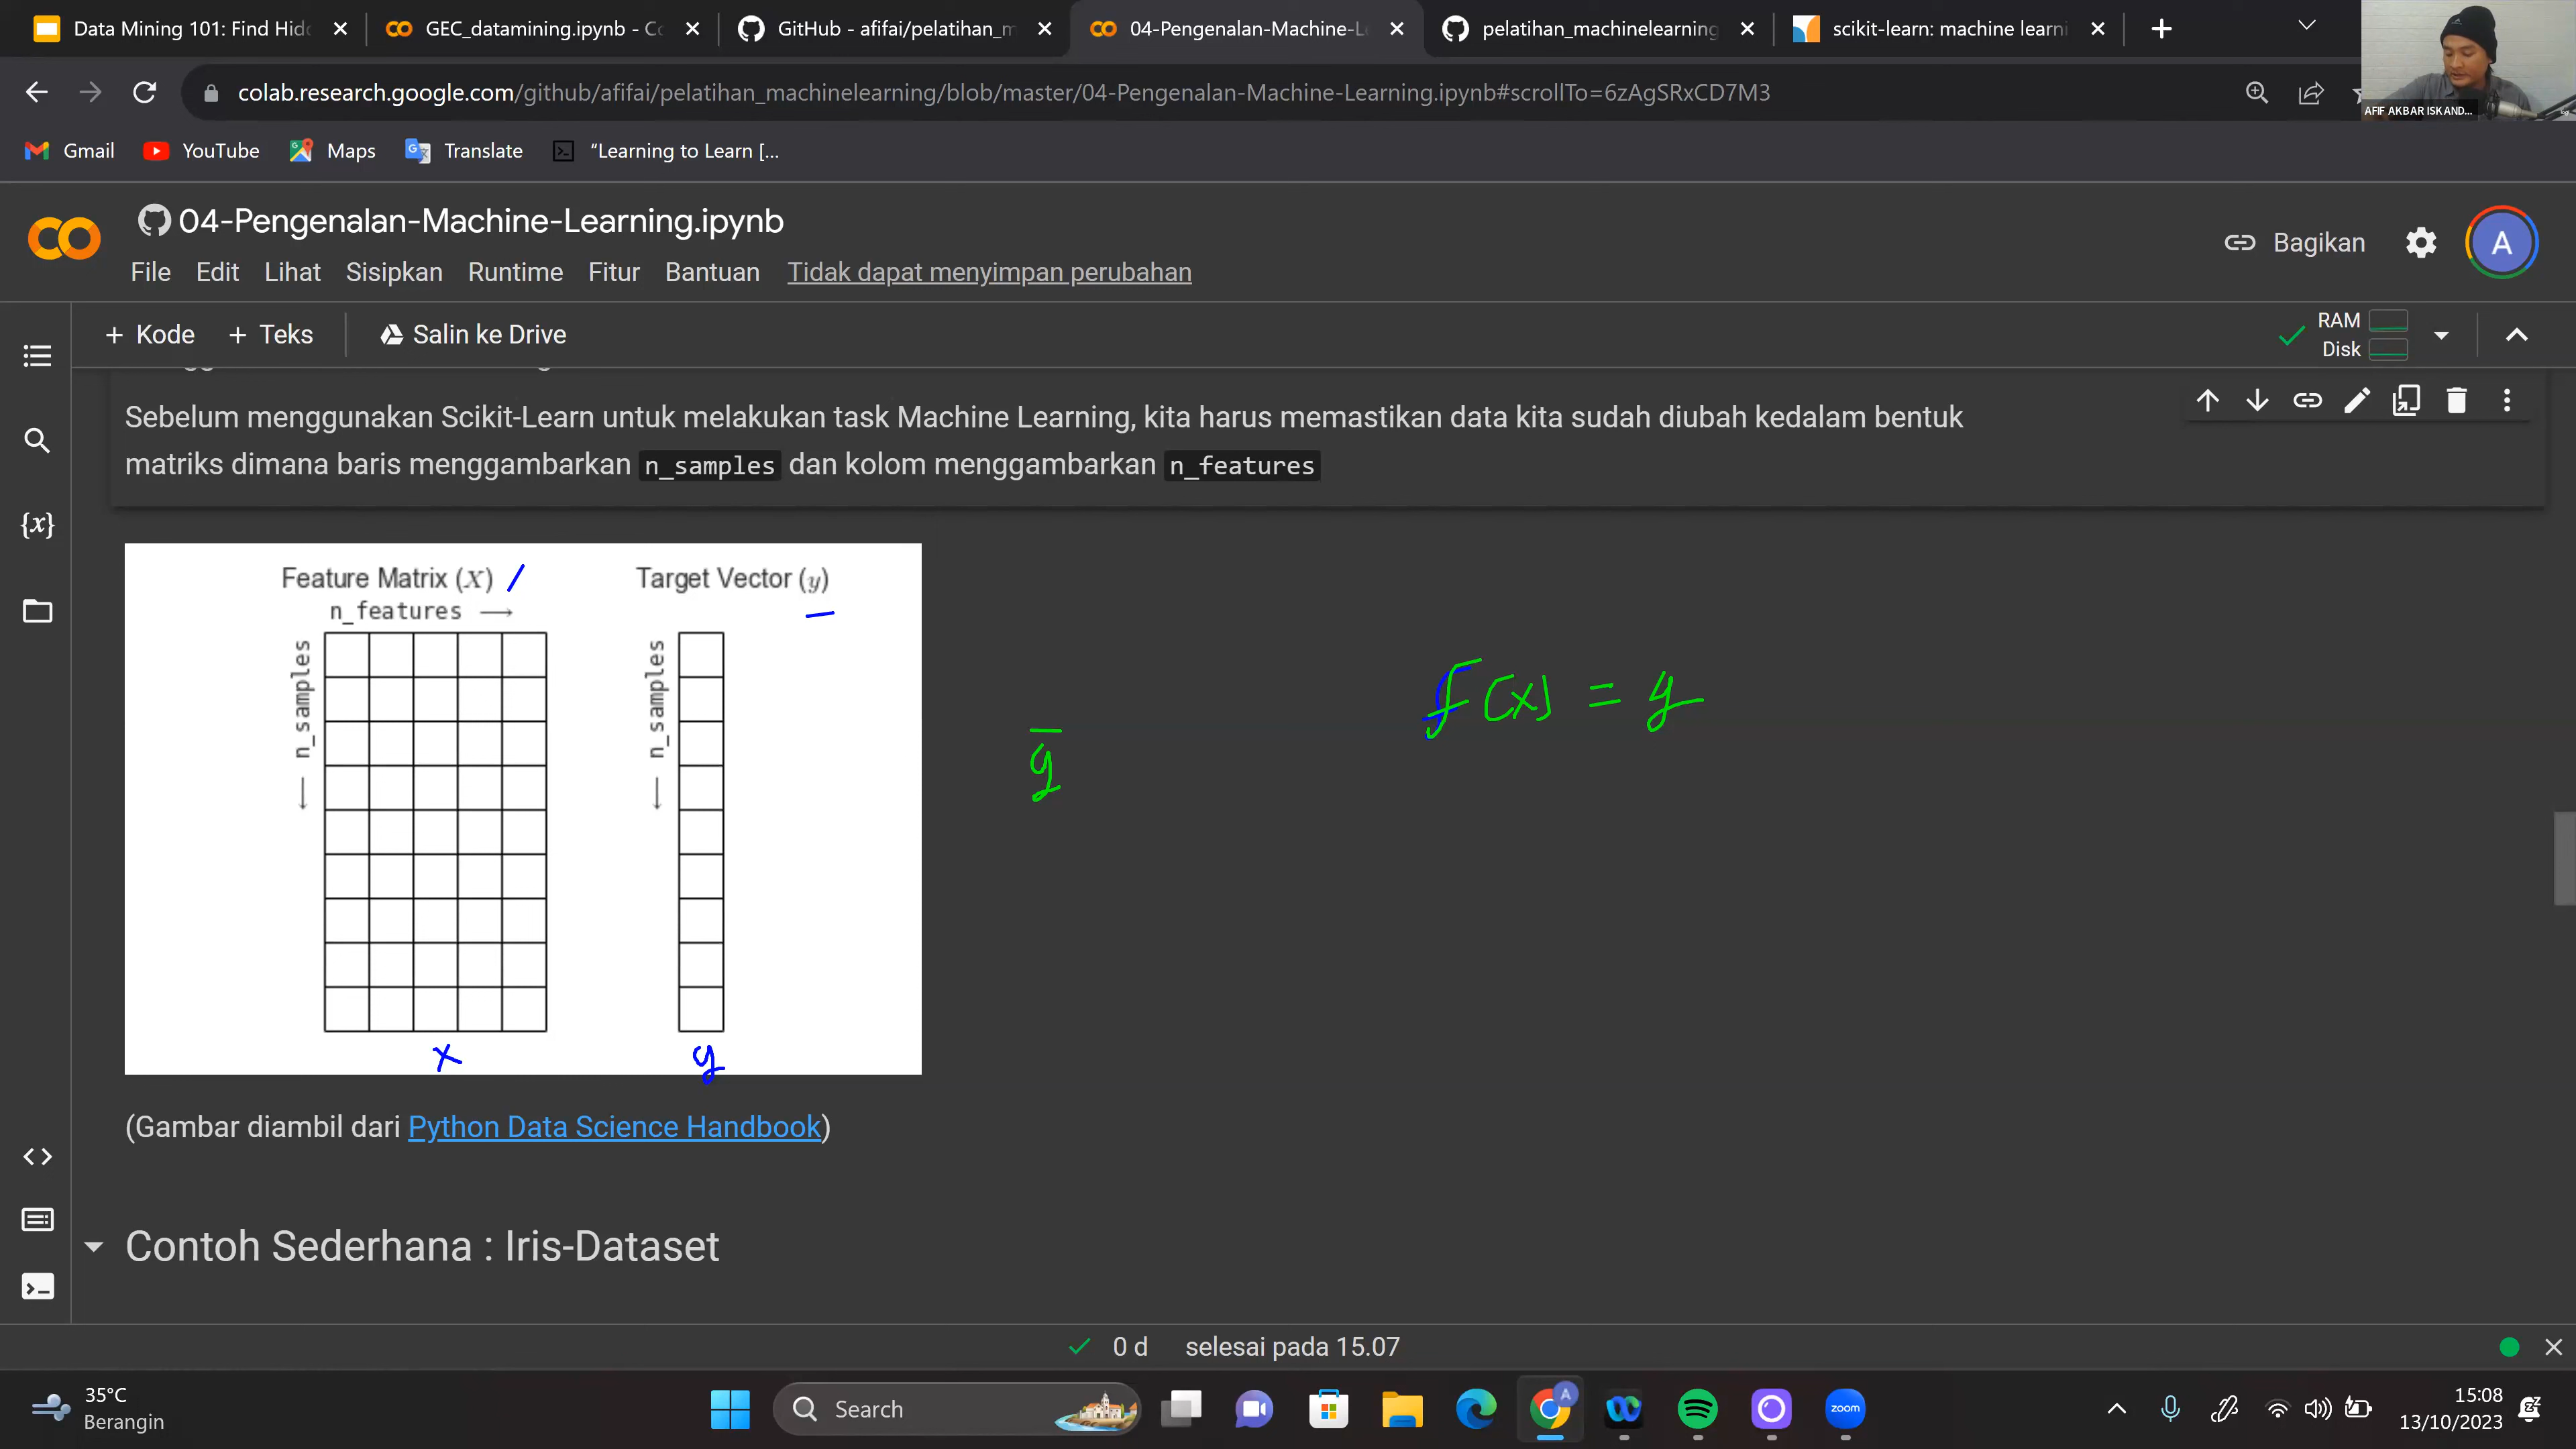 Data Mining 101: Find Hid
GEC_datamining.ipynb - Co
GitHub - afifai/pelatihan_m
04-Pengenalan-Machine-L
pelatihan_machinelearning
scikit-learn: machine learni
colab.research.google.com/github/afifai/pelatihan_machinelearning/blob/master/04-Pengenalan-Machine-Learning.ipynb#scrollTo=6zAgSRxCD7M3
AFIF AKBAR ISKAND...
Gmail YouTube Maps Translate "Learning to Learn [...
04-Pengenalan-Machine-Learning.ipynb
Bagikan
A
File Edit Lihat Sisipkan Runtime Fitur Bantuan Tidak dapat menyimpan perubahan
+ Kode + Teks Salin ke Drive
RAM
Disk
Sebelum menggunakan Scikit-Learn untuk melakukan task Machine Learning, kita harus memastikan data kita sudah diubah kedalam bentuk
matriks dimana baris menggambarkan n_samples dan kolom menggambarkan n_features
Feature Matrix (X)
n_features →
← n_samples
Target Vector (y)
← n_samples
x
y
y
f(x) = y
(Gambar diambil dari Python Data Science Handbook)
Contoh Sederhana : Iris-Dataset
0 d selesai pada 15.07
35°C
Berangin
Search
A
zoom
15:08
13/10/2023